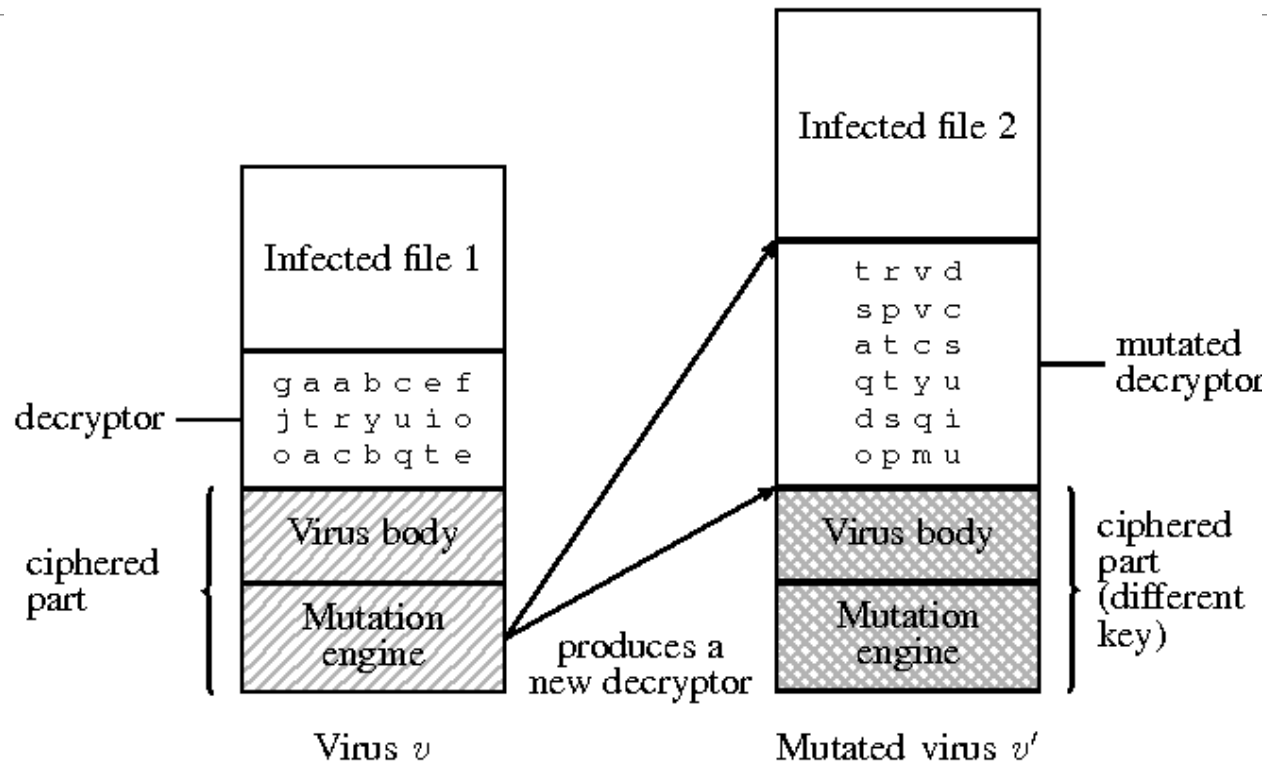 Infected file 1
decryptor
g a a b c e f
j t r y u i o
o a c b q t e
ciphered
part
Virus body
Mutation
engine
Virus v
produces a
new decryptor
Infected file 2
t r v d
s p v c
a t c s
q t y u
d s q i
o p m u
mutated
decryptor
Virus body
Mutation
engine
ciphered
part
(different
key)
Mutated virus v′